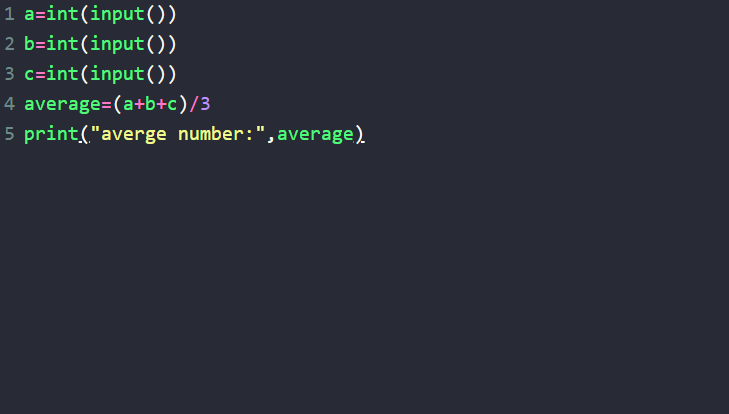 1 a=int(input())
2 b=int(input())
3 c=int(input())
4 average=(a+b+c)/3
5 print("averge number:",average)